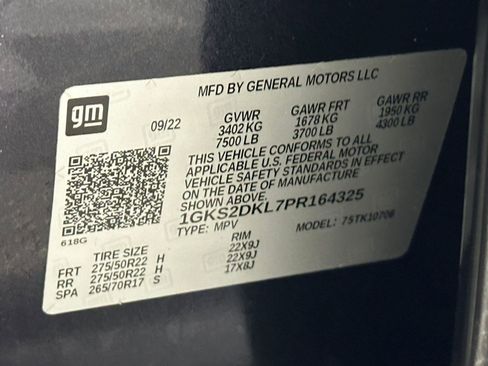 gm
MFD BY GENERAL MOTORS LLC
09/22
GVWR GAWR FRT GAWR RR
3402 KG 1678 KG 1950 KG
7500 LB 3700 LB 4300 LB
THIS VEHICLE CONFORMS TO ALL
APPLICABLE U.S. FEDERAL MOTOR
VEHICLE SAFETY STANDARDS IN EFFECT
ON THE DATE OF MANUFACTURE
SHOWN ABOVE.
1GKS2DKL7PR164325
TYPE: MPV MODEL: 7STK10706
618G
TIRE SIZE RIM
FRT 275/50R22 H 22X9J
RR 275/50R22 H 22X9J
SPA 265/70R17 S 17X8J